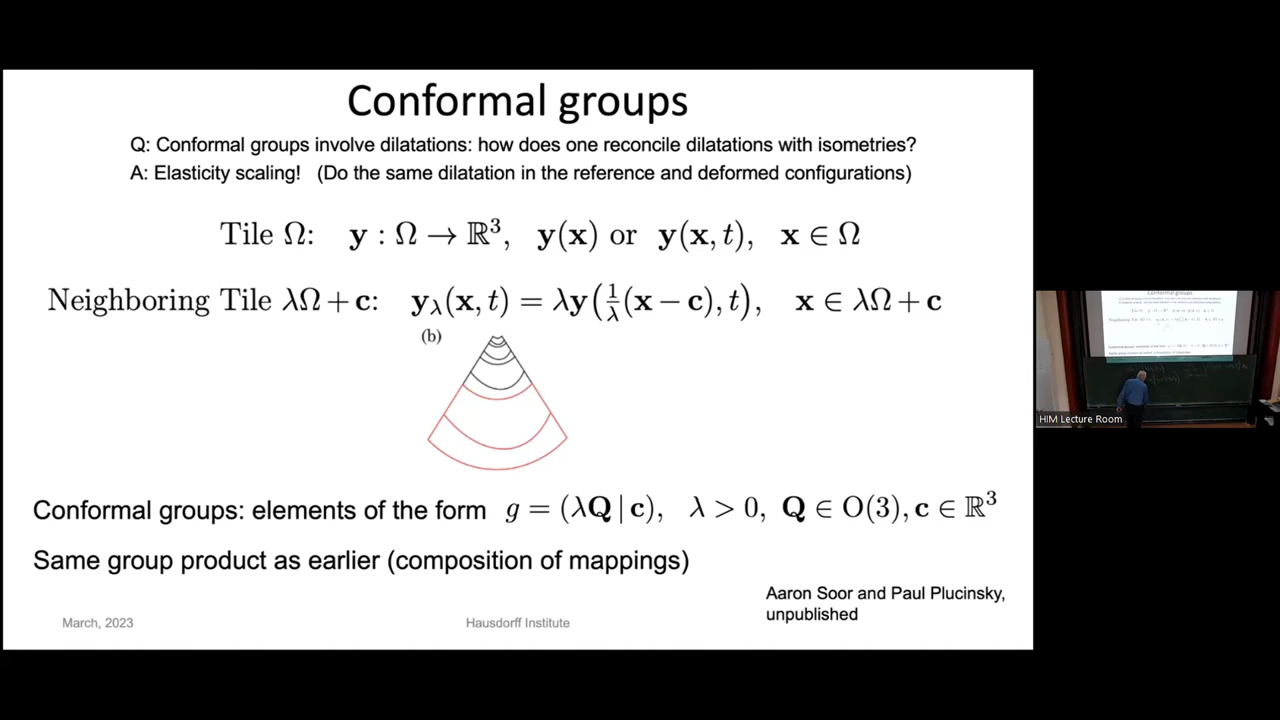 Conformal groups
Q: Conformal groups involve dilatations: how does one reconcile dilatations with isometries?
A: Elasticity scaling! (Do the same dilatation in the reference and deformed configurations)
Tile Ω: y : Ω → ℝ³, y(x) or y(x, t), x ∈ Ω
Neighboring Tile λΩ + c: y_λ(x, t) = λy(1/λ(x − c), t), x ∈ λΩ + c
(b)
Conformal groups: elements of the form g = (λQ | c), λ > 0, Q ∈ O(3), c ∈ ℝ³
Same group product as earlier (composition of mappings)
Aaron Soor and Paul Plucinsky,
unpublished
March, 2023
Hausdorff Institute
Conformal groups
HIM Lecture Room